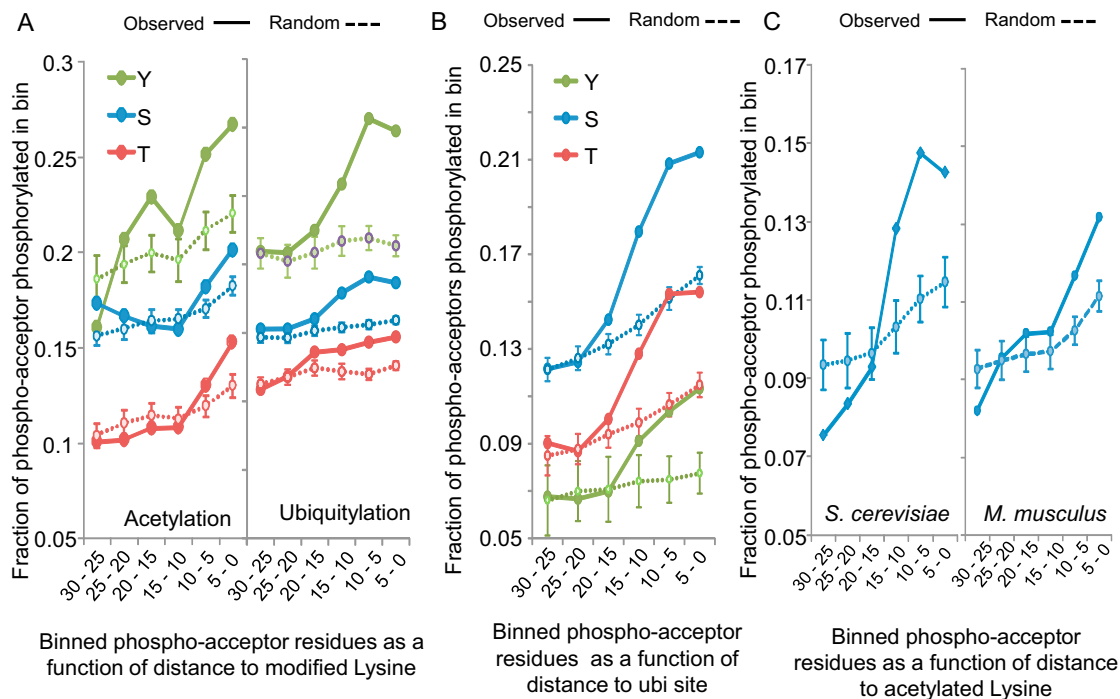 A
Observed
Random
B
Observed
Random
C
Observed
Random
Fraction of phospho-acceptor phosphorylated in bin
0.3
0.2
0.15
0.1
0.05
Y
S
T
Acetylation
Ubiquitylation
30 - 25
25 - 20
20 - 15
15 - 10
10 - 5
5 - 0
30 - 25
25 - 20
20 - 15
15 - 10
10 - 5
5 - 0
Binned phospho-acceptor residues as a
function of distance to modified Lysine
Fraction of phospho-acceptors phosphorylated in bin
0.25
0.21
0.17
0.13
0.09
0.05
Y
S
T
30 - 25
25 - 20
20 - 15
15 - 10
10 - 5
5 - 0
Binned phospho-acceptor
residues as a function of
distance to ubi site
Fraction of phospho-acceptor phosphorylated in bin
0.17
0.15
0.13
0.11
0.09
0.07
0.05
S. cerevisiae
M. musculus
30 - 25
25 - 20
20 - 15
15 - 10
10 - 5
5 - 0
30 - 25
25 - 20
20 - 15
15 - 10
10 - 5
5 - 0
Binned phospho-acceptor
residues as a function of distance
to acetylated Lysine